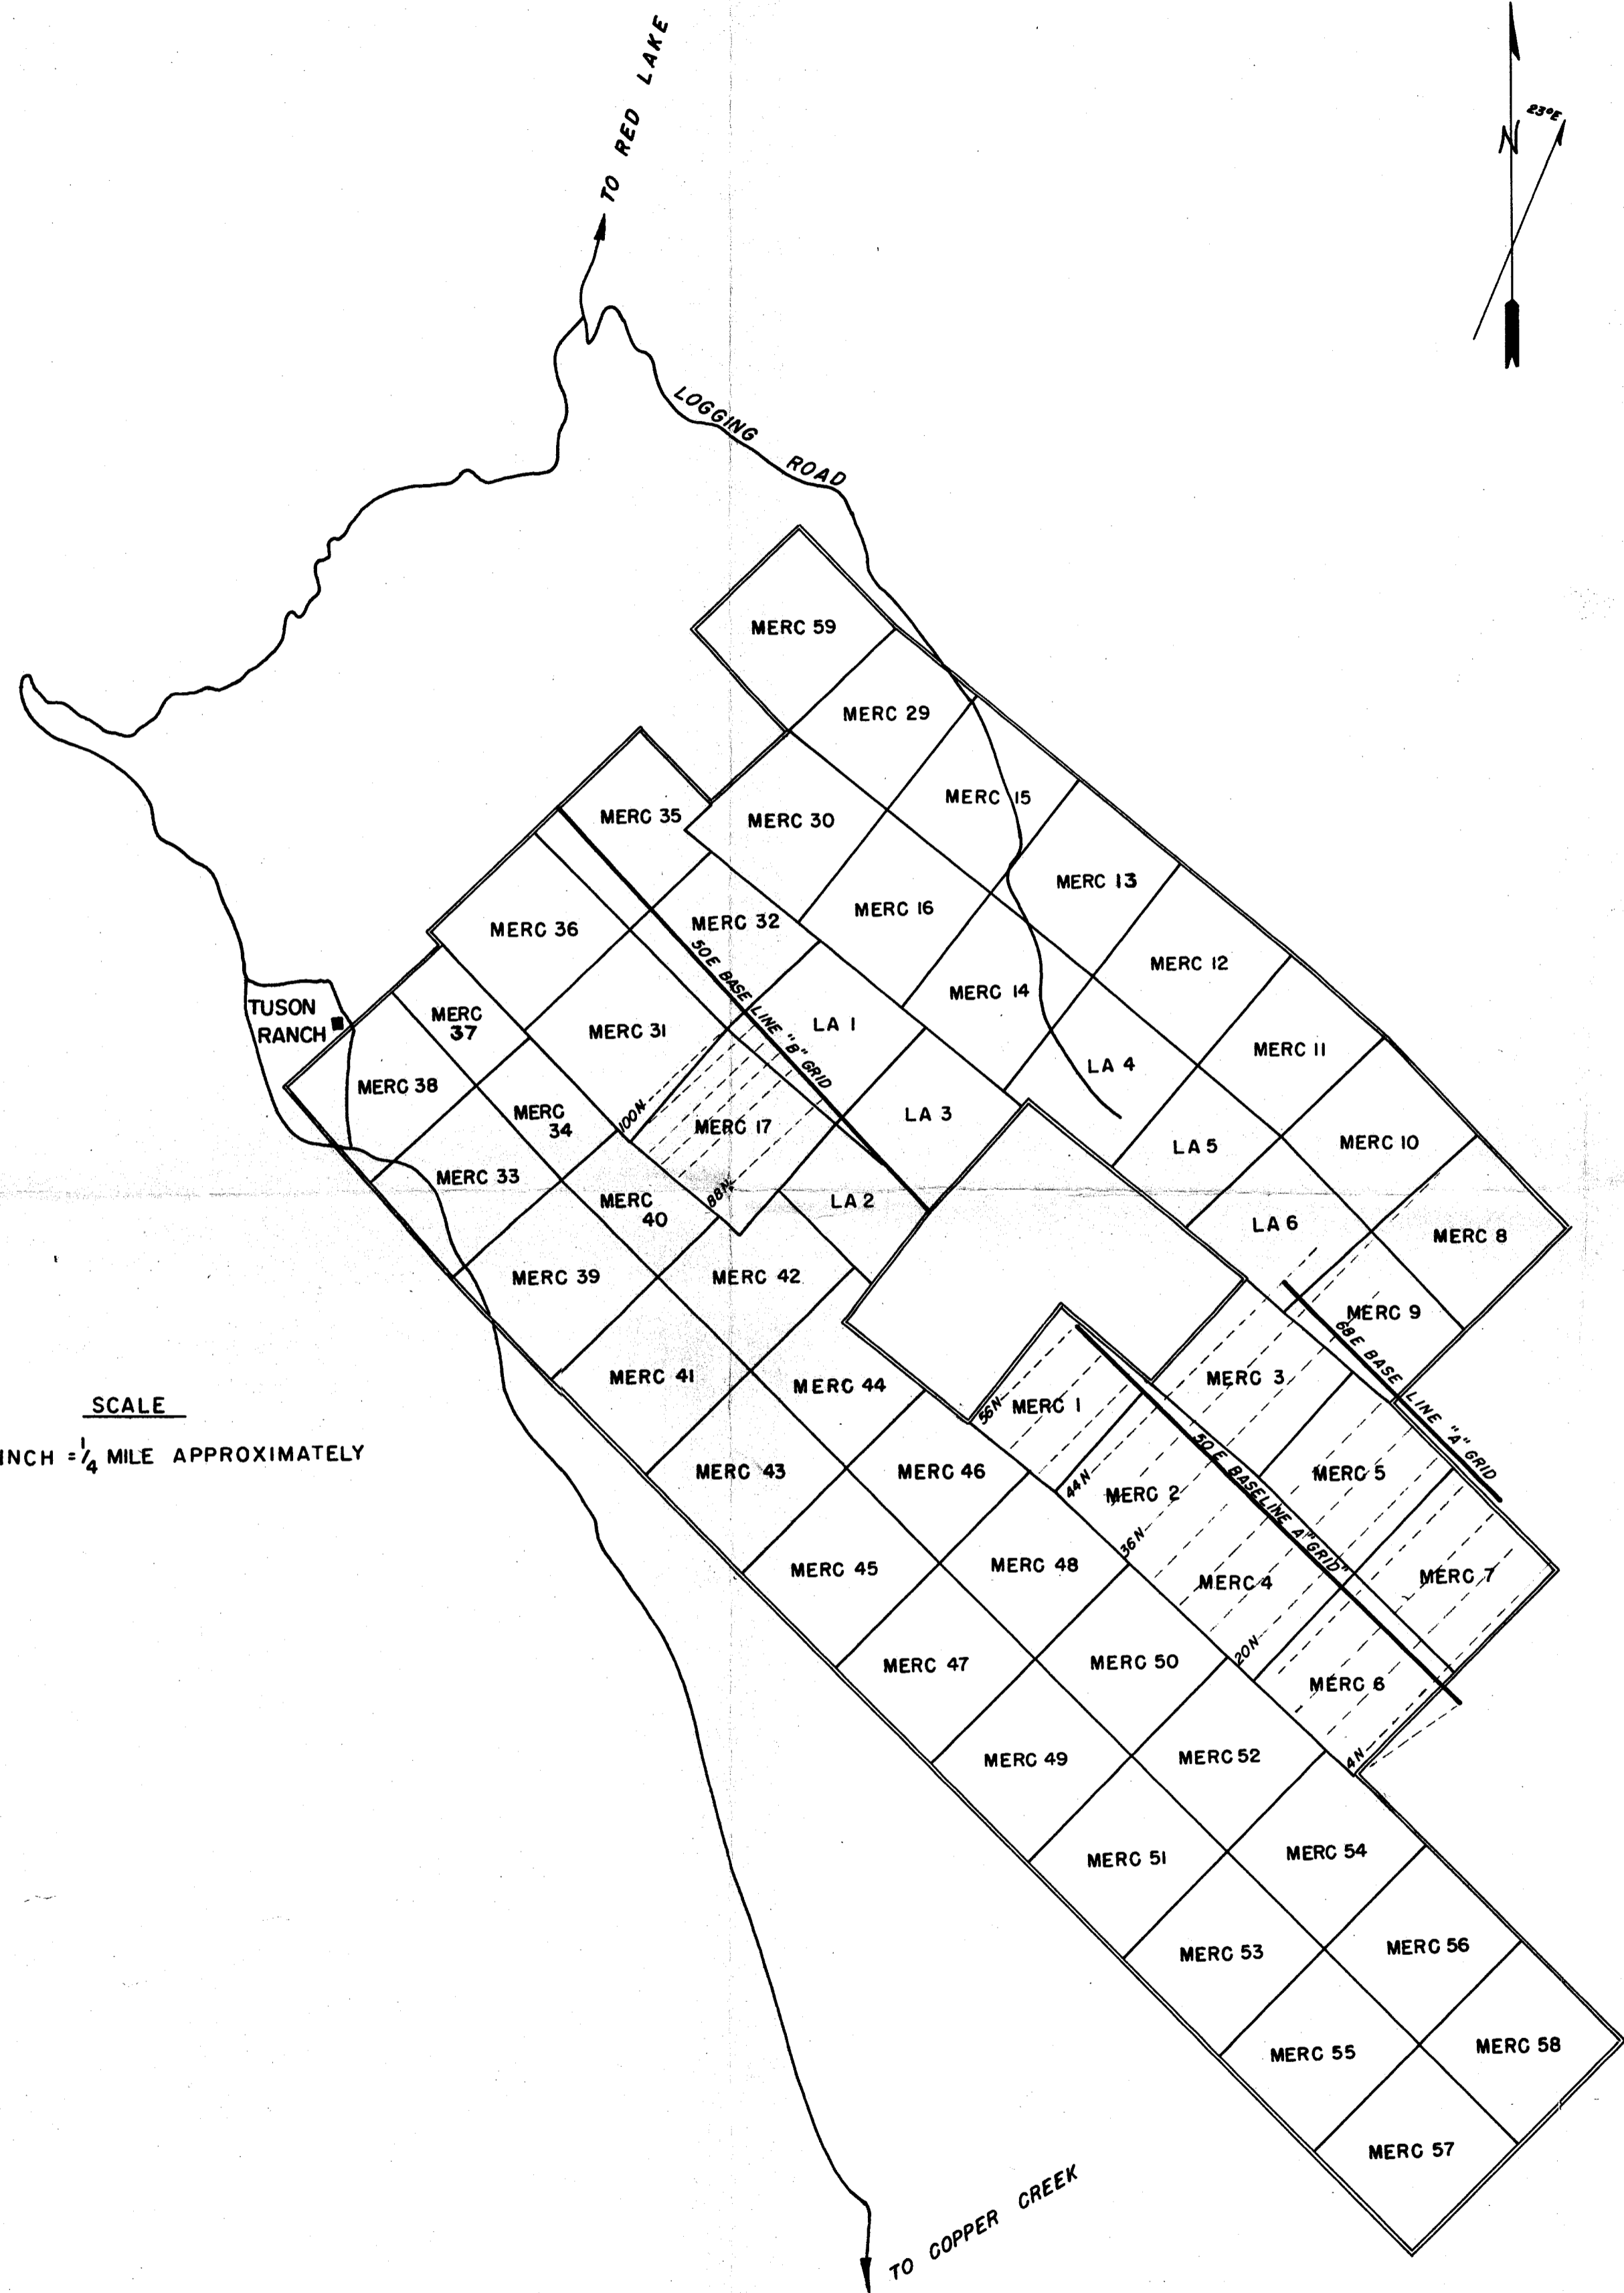 TO RED LAKE
N
23°E
LOGGING ROAD
MERC 59
MERC 29
MERC 15
MERC 35
MERC 30
MERC 13
MERC 16
MERC 32
MERC 36
MERC 12
MERC 14
50E BASE LINE "B" GRID
TUSON
RANCH
MERC
37
MERC 31
LA 1
MERC 11
LA 4
MERC 38
MERC
34
100N
MERC 17
LA 3
LA 5
MERC 10
MERC 33
MERC
40
88N
LA 2
LA 6
MERC 8
MERC 39
MERC 42
MERC 9
68E BASE LINE "A" GRID
MERC 41
MERC 44
MERC 3
56N
MERC 1
SCALE
INCH = 1/4 MILE APPROXIMATELY
MERC 43
MERC 46
44N
MERC 2
50E BASELINE A"GRID"
MERC 5
36N
MERC 45
MERC 48
MERC 4
MERC 7
20N
MERC 47
MERC 50
MERC 6
4N
MERC 49
MERC 52
MERC 51
MERC 54
MERC 53
MERC 56
MERC 55
MERC 58
MERC 57
TO COPPER CREEK